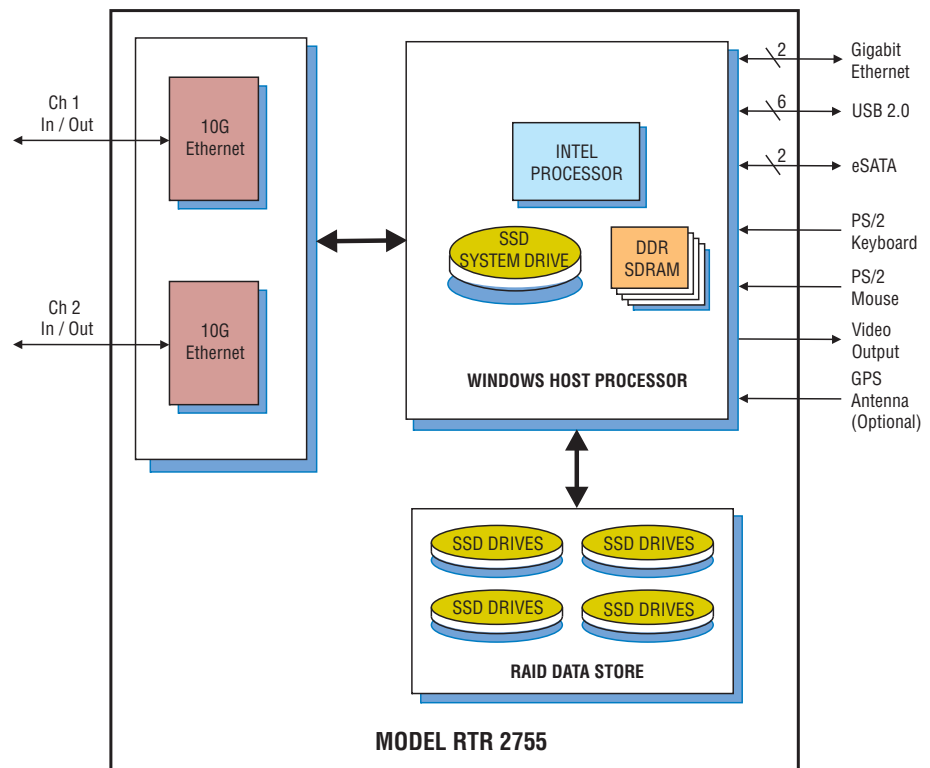 Ch 1
In / Out
10G
Ethernet
Ch 2
In / Out
10G
Ethernet
INTEL
PROCESSOR
SSD
SYSTEM DRIVE
DDR
SDRAM
WINDOWS HOST PROCESSOR
2
Gigabit
Ethernet
6
USB 2.0
2
eSATA
PS/2
Keyboard
PS/2
Mouse
Video
Output
GPS
Antenna
(Optional)
SSD DRIVES
SSD DRIVES
SSD DRIVES
SSD DRIVES
RAID DATA STORE
MODEL RTR 2755